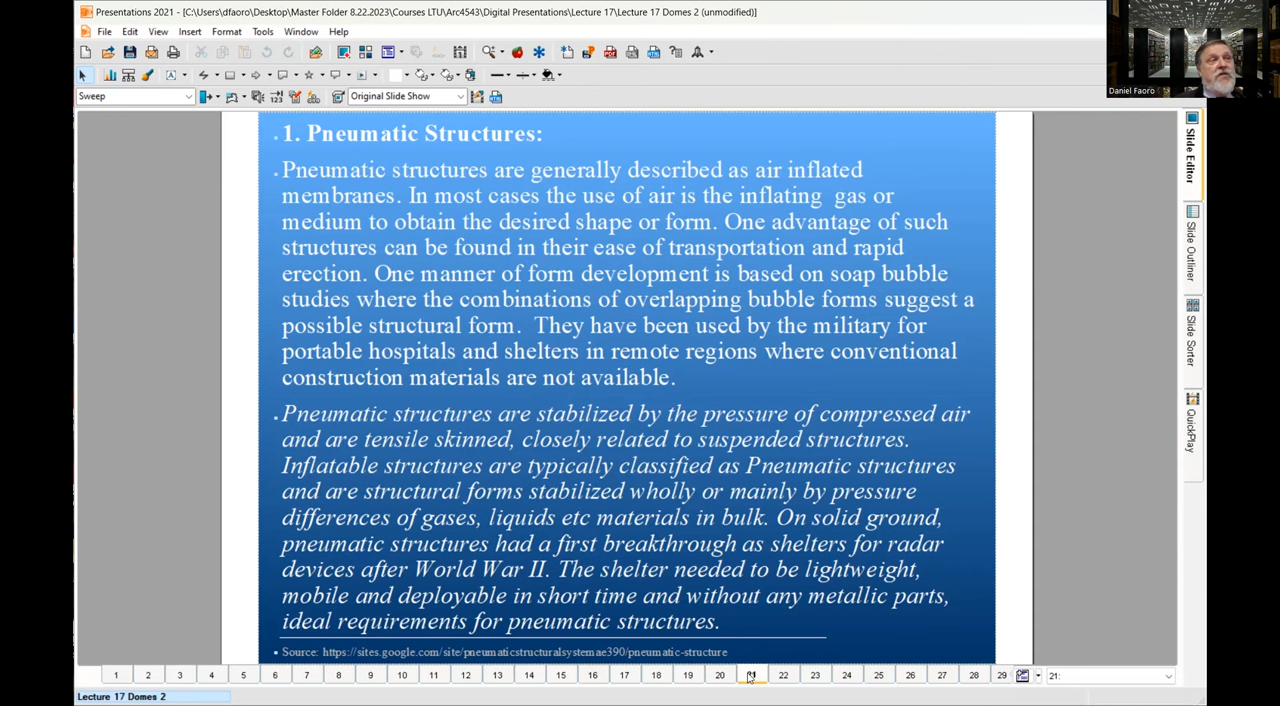 Presentations 2021 - [C:\Users\dfaoro\Desktop\Master Folder 8.22.2023\Courses LTU\Arc4543\Digital Presentations\Lecture 17\Lecture 17 Domes 2 (unmodified)]
File Edit View Insert Format Tools Window Help
Sweep
Original Slide Show
Daniel Faoro
1. Pneumatic Structures:
Pneumatic structures are generally described as air inflated
membranes. In most cases the use of air is the inflating gas or
medium to obtain the desired shape or form. One advantage of such
structures can be found in their ease of transportation and rapid
erection. One manner of form development is based on soap bubble
studies where the combinations of overlapping bubble forms suggest a
possible structural form. They have been used by the military for
portable hospitals and shelters in remote regions where conventional
construction materials are not available.
Pneumatic structures are stabilized by the pressure of compressed air
and are tensile skinned, closely related to suspended structures.
Inflatable structures are typically classified as Pneumatic structures
and are structural forms stabilized wholly or mainly by pressure
differences of gases, liquids etc materials in bulk. On solid ground,
pneumatic structures had a first breakthrough as shelters for radar
devices after World War II. The shelter needed to be lightweight,
mobile and deployable in short time and without any metallic parts,
ideal requirements for pneumatic structures.
Source: https://sites.google.com/site/pneumaticstructuralsystemae390/pneumatic-structure
Slide Editor
Slide Outliner
Slide Sorter
QuickPlay
1 2 3 4 5 6 7 8 9 10 11 12 13 14 15 16 17 18 19 20 21 22 23 24 25 26 27 28 29 21:
Lecture 17 Domes 2